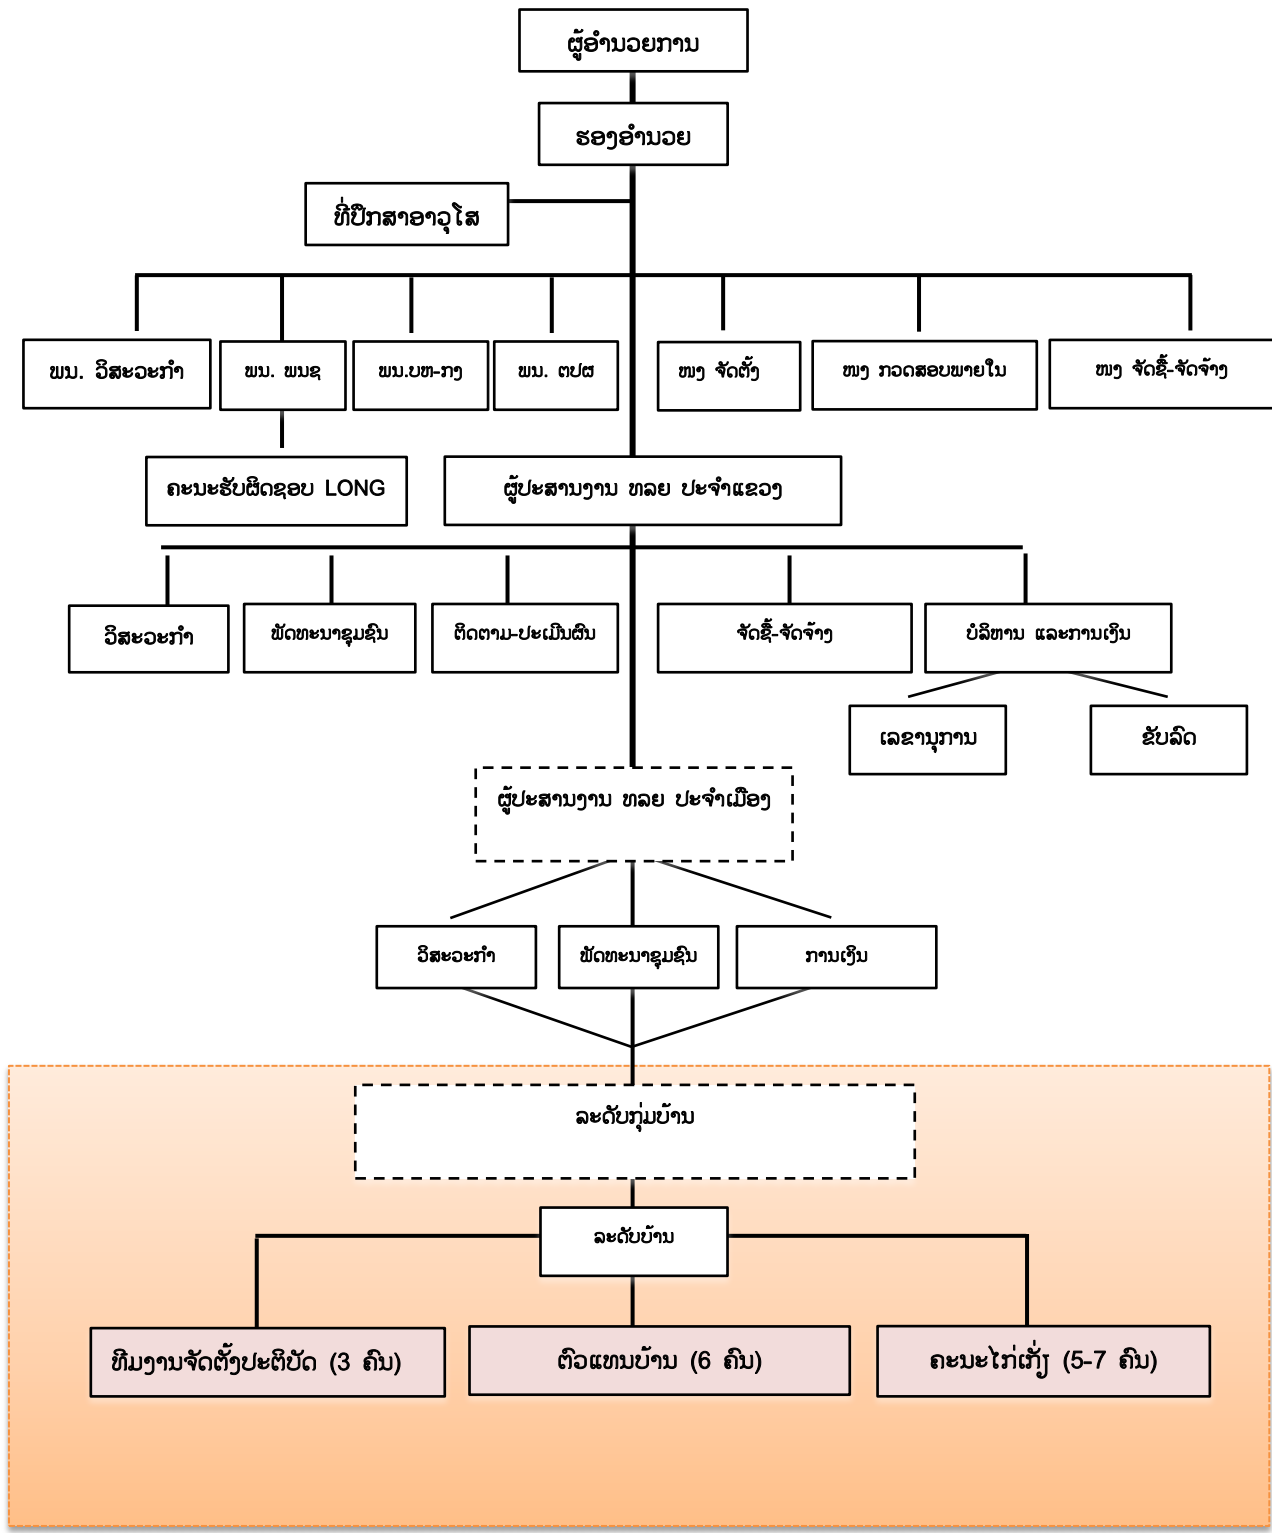 ຜູ້ອຳນວຍການ
ຮອງອຳນວຍ
ທີ່ປຶກສາອາວຸໂສ
ພນ. ວິສະວະກຳ
ພນ. ພນຊ
ພນ.ບຫ-ກງ
ພນ. ຕປຜ
ໜງ ຈັດຕັ້ງ
ໜງ ກວດສອບພາຍໃນ
ໜງ ຈັດຊື້-ຈັດຈ້າງ
ຄະນະຮັບຜິດຊອບ LONG
ຜູ້ປະສານງານ ທລຍ ປະຈຳແຂວງ
ວິສະວະກຳ
ພັດທະນາຊຸມຊົນ
ຕິດຕາມ-ປະເມີນຜົນ
ຈັດຊື້-ຈັດຈ້າງ
ບໍລິຫານ ແລະການເງິນ
ເລຂານຸການ
ຂັບລົດ
ຜູ້ປະສານງານ ທລຍ ປະຈຳເມືອງ
ວິສະວະກຳ
ພັດທະນາຊຸມຊົນ
ການເງິນ
ລະດັບກຸ່ມບ້ານ
ລະດັບບ້ານ
ທີມງານຈັດຕັ້ງປະຕິບັດ (3 ຄົນ)
ຕົວແທນບ້ານ (6 ຄົນ)
ຄະນະໄກ່ເກັ່ຽ (5-7 ຄົນ)